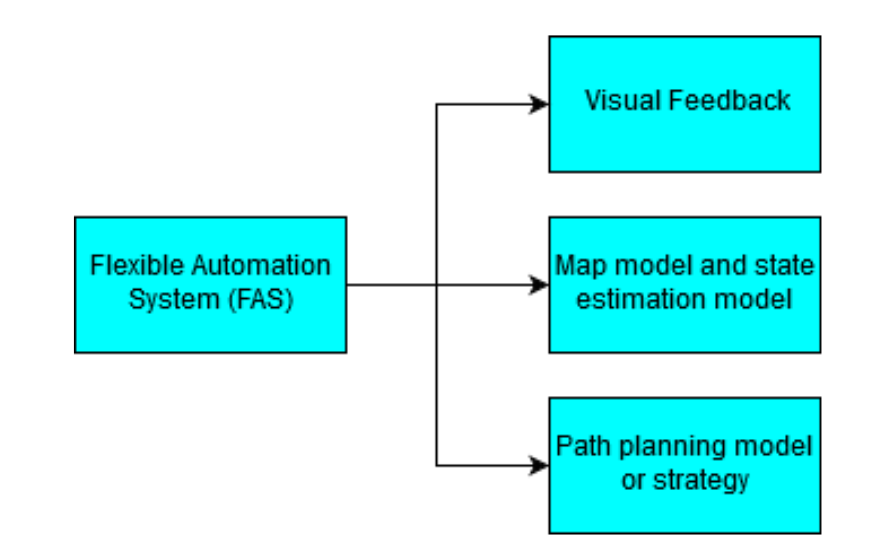 Visual Feedback
Flexible Automation
System (FAS)
Map model and state
estimation model
Path planning model
or strategy